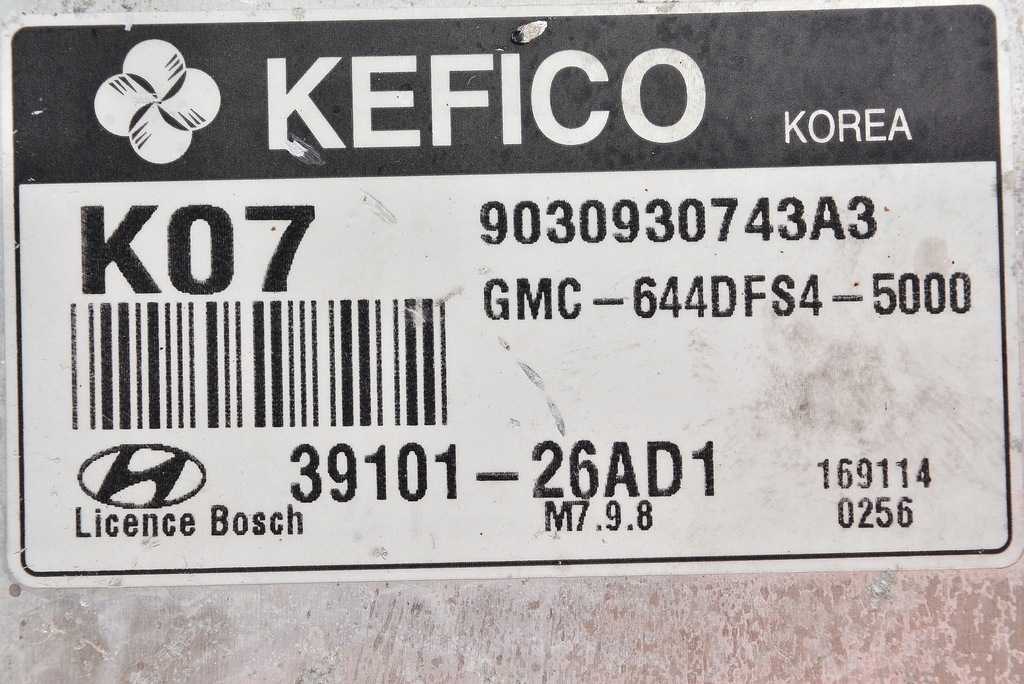 KEFICO KOREA
K07
9030930743A3
GMC-644DFS4-5000
39101-26AD1
Licence Bosch
M7.9.8
169114
0256